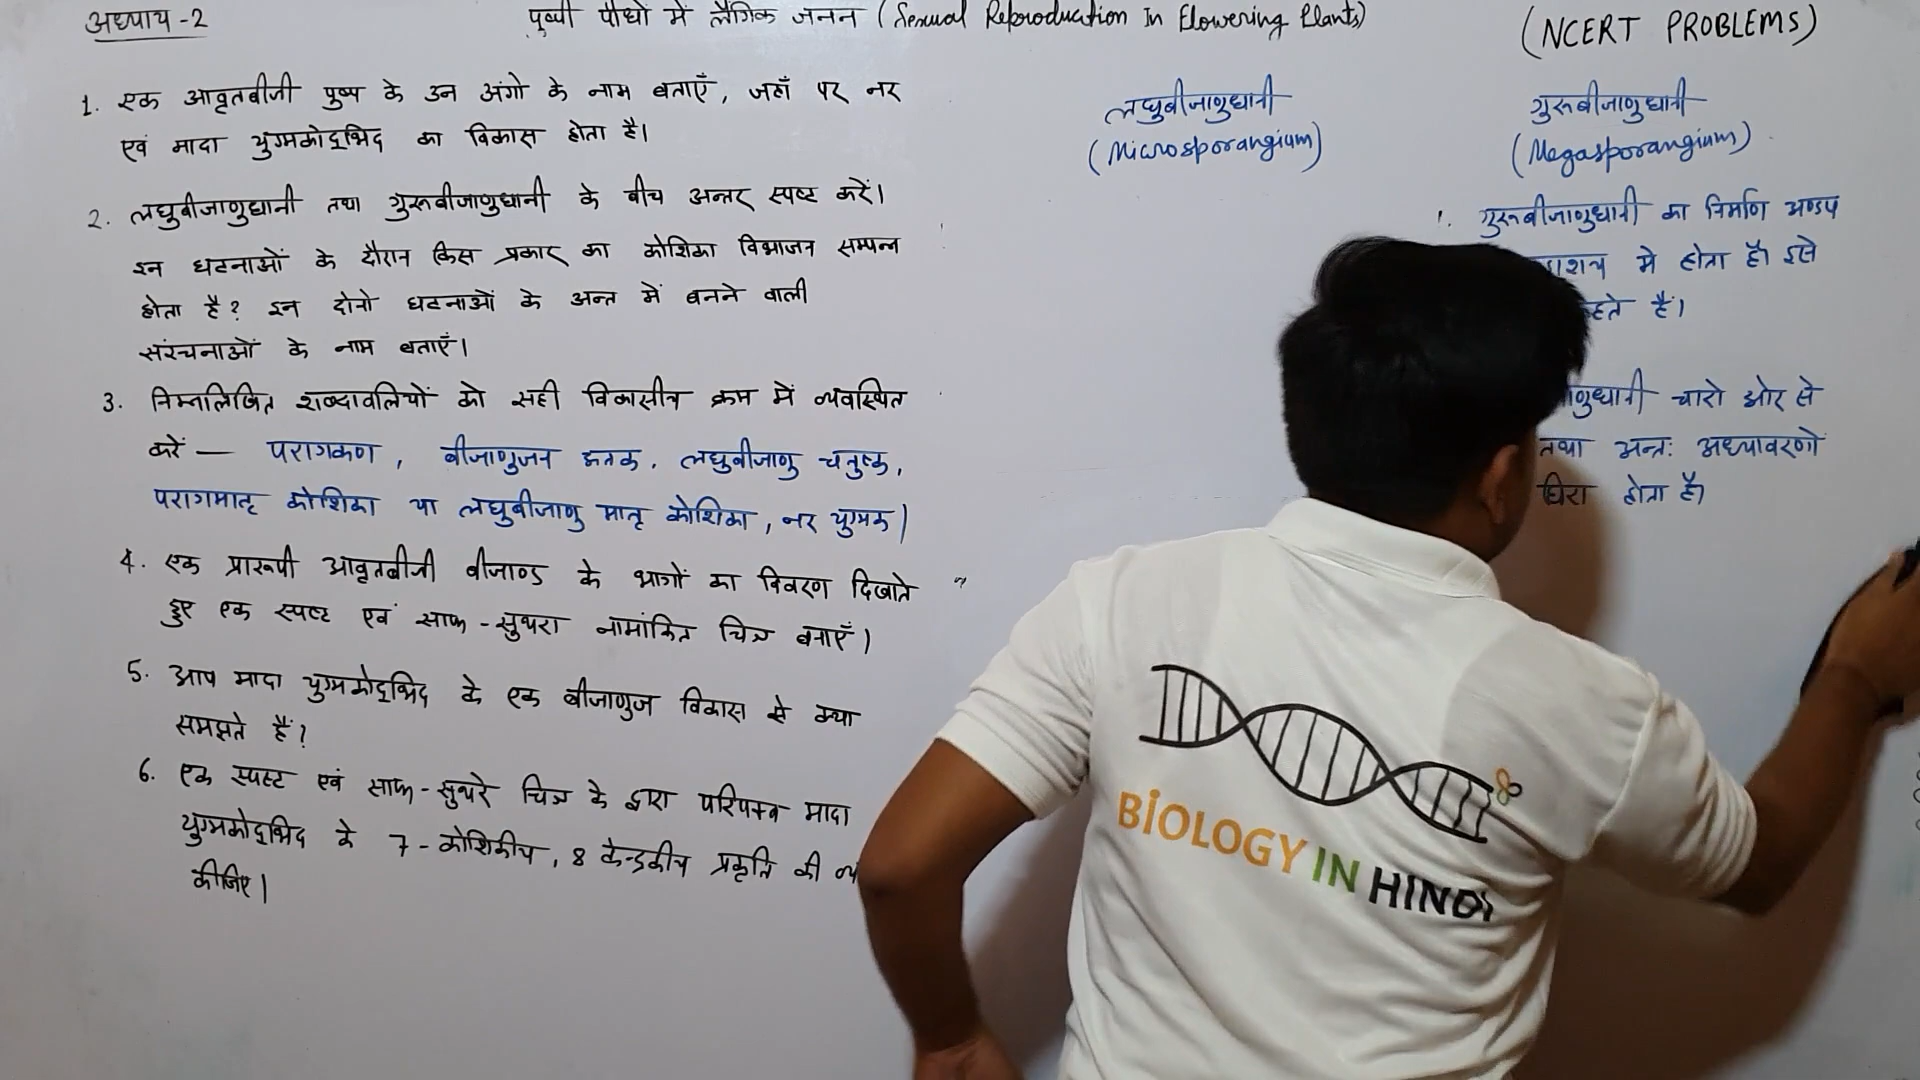 अध्याय -2
पुष्पी पौधों में लैंगिक जनन (Sexual Reproduction In Flowering Plants)
(NCERT PROBLEMS)
1. एक आवृतबीजी पुष्प के उन अंगो के नाम बताएँ, जहाँ पर नर
एवं मादा युग्मकोद्भिद का विकास होता है।
2. लघुबीजाणुधानी तथा गुरूबीजाणुधानी के बीच अन्तर स्पष्ट करें।
इन घटनाओं के दौरान किस प्रकार का कोशिका विभाजन सम्पन्न
होता है? इन दोनो घटनाओं के अन्त में बनने वाली
संरचनाओं के नाम बताएँ।
3. निम्नलिखित शब्दावलियों को सही विकासीय क्रम में व्यवस्थित
करें — परागकण, बीजाणुजन ऊतक, लघुबीजाणु चतुष्क,
परागमातृ कोशिका या लघुबीजाणु मातृ कोशिका, नर युग्मक।
4. एक प्रारूपी आवृतबीजी बीजाण्ड के भागों का विवरण दिखाते
हुए एक स्पष्ट एवं साफ-सुथरा नामांकित चित्र बनाएँ।
5. आप मादा युग्मकोद्भिद के एक बीजाणुज विकास से क्या
समझते हैं?
6. एक स्पस्ट एवं साफ-सुथरे चित्र के द्वारा परिपक्व मादा
युग्मकोद्भिद के 7-कोशिकीय, 8 केन्द्रकीय प्रकृति की
कीजिए।
लघुबीजाणुधानी
(Microsporangium)
गुरूबीजाणुधानी
(Megasporangium)
1. गुरूबीजाणुधानी का निर्माण अण्डप
में होता है। इसे
हते हैं।
चारो ओर से
तथा अन्त: अध्यावरणो
घिरा होता है।
BIOLOGY IN HINDI